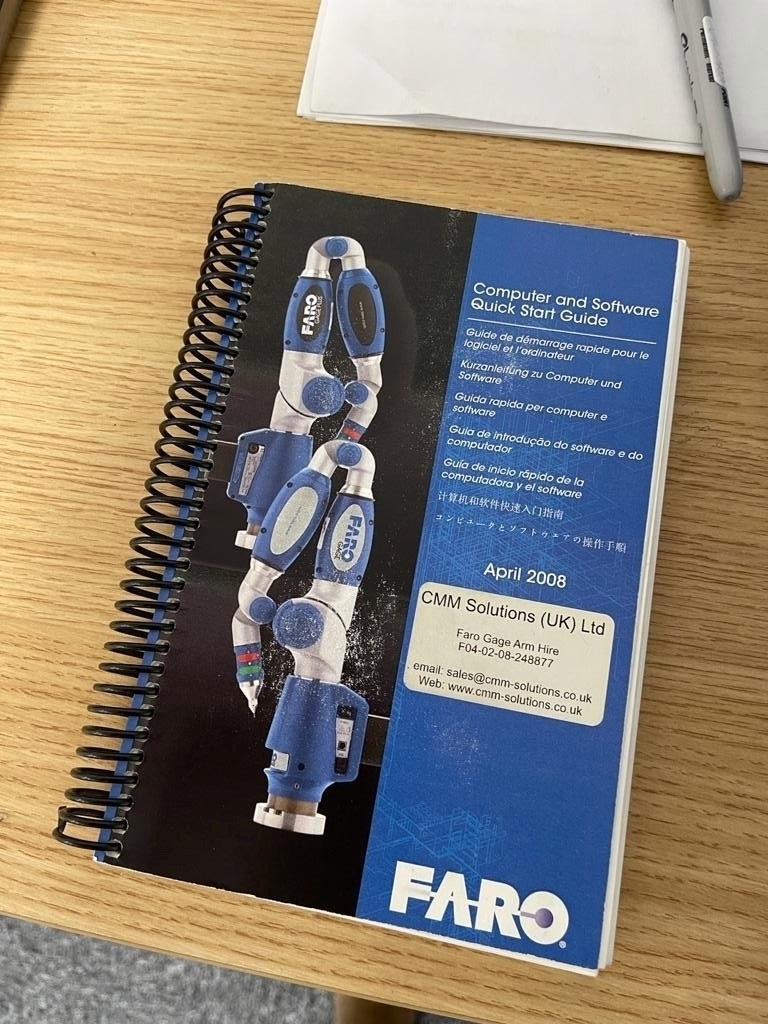 Computer and Software
Quick Start Guide
Guide de démarrage rapide pour le
logiciel et l'ordinateur
Kurzanleitung zu Computer und
Software
Guida rapida per computer e
software
Guia de introdução do software e do
computador
Guía de inicio rápido de la
computadora y el software
计算机和软件快速入门指南
コンピュータとソフトウェアの操作手順
April 2008
CMM Solutions (UK) Ltd
Faro Gage Arm Hire
F04-02-08-248877
email: sales@cmm-solutions.co.uk
Web: www.cmm-solutions.co.uk
FARO
FARO
GAGE PLUS
FARO
GAGE